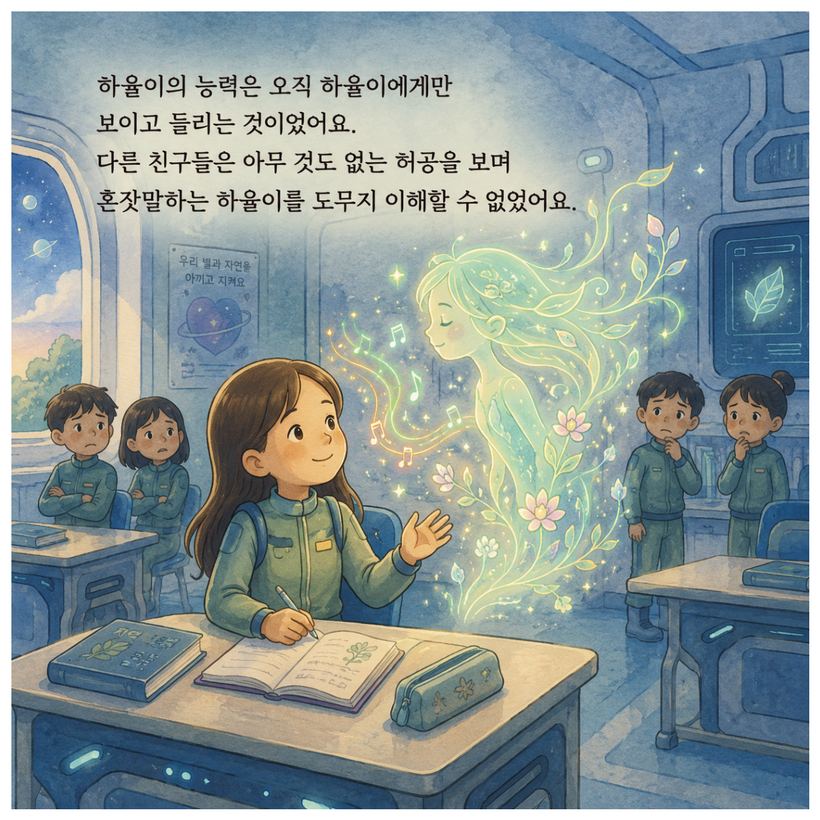 하율이의 능력은 오직 하율이에게만
보이고 들리는 것이었어요.
다른 친구들은 아무 것도 없는 허공을 보며
혼잣말하는 하율이를 도무지 이해할 수 없었어요.
우리 별과 자연을
아끼고 지켜요